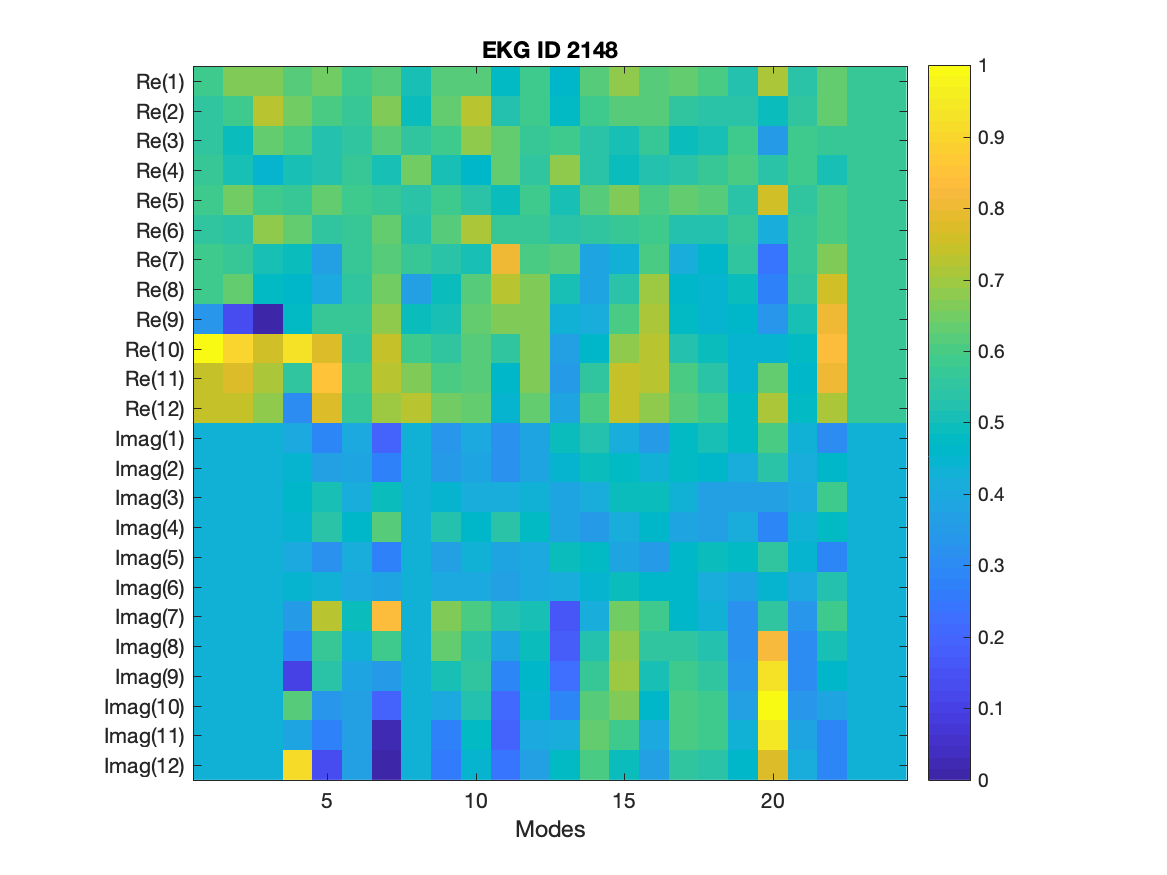 EKG ID 2148
Re(1)
Re(2)
Re(3)
Re(4)
Re(5)
Re(6)
Re(7)
Re(8)
Re(9)
Re(10)
Re(11)
Re(12)
Imag(1)
Imag(2)
Imag(3)
Imag(4)
Imag(5)
Imag(6)
Imag(7)
Imag(8)
Imag(9)
Imag(10)
Imag(11)
Imag(12)
5 10 15 20
Modes
1
0.9
0.8
0.7
0.6
0.5
0.4
0.3
0.2
0.1
0